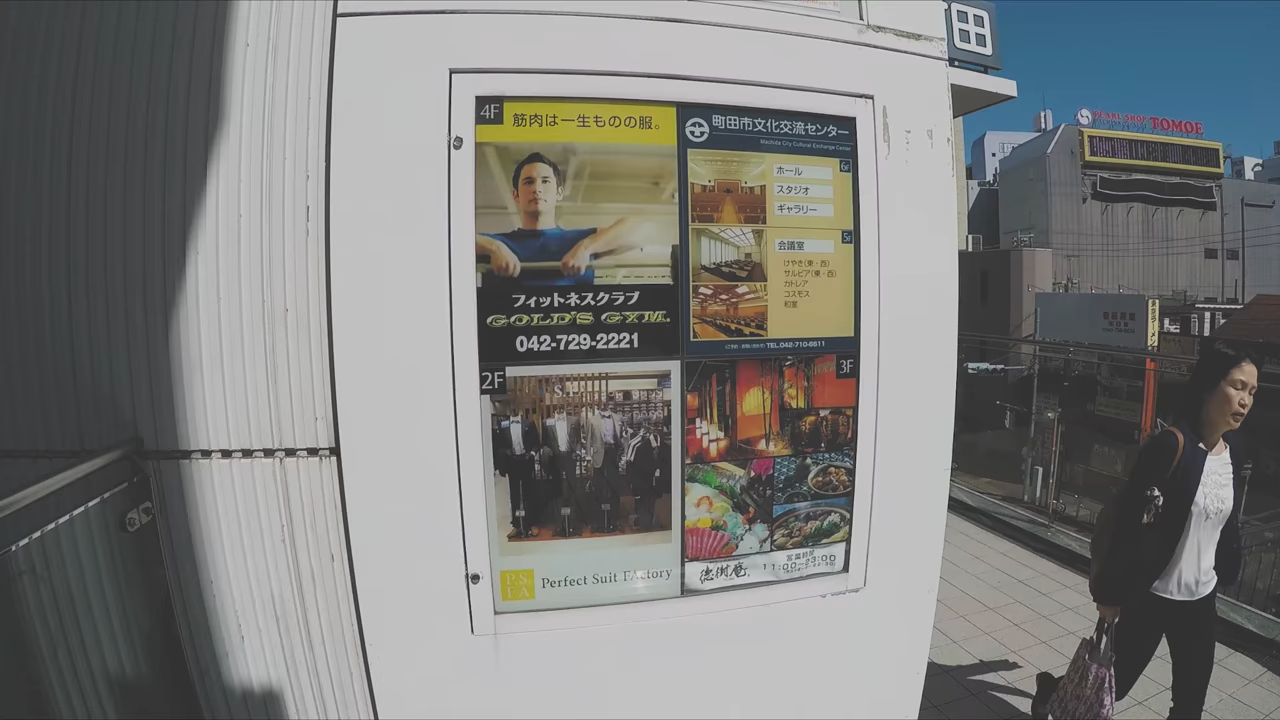 4F
筋肉は一生ものの服。
フィットネスクラブ
GOLD'S GYM.
042-729-2221
町田市文化交流センター
Machida City Cultural Exchange Center
6F
ホール
スタジオ
ギャラリー
5F
会議室
けやき(東・西)
サルビア(東・西)
カトレア
コスモス
和室
TEL.042-710-6611
2F
P.S.
F.A.
Perfect Suit FActory
3F
営業時間
11:00~23:00
田
PEARL SHOP TOMOE